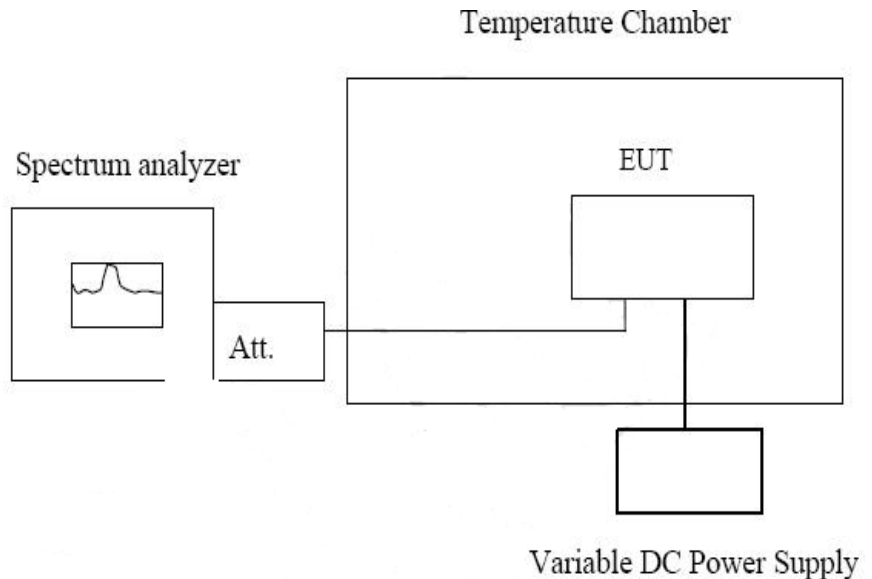 Temperature Chamber
Spectrum analyzer
EUT
Att.
Variable DC Power Supply